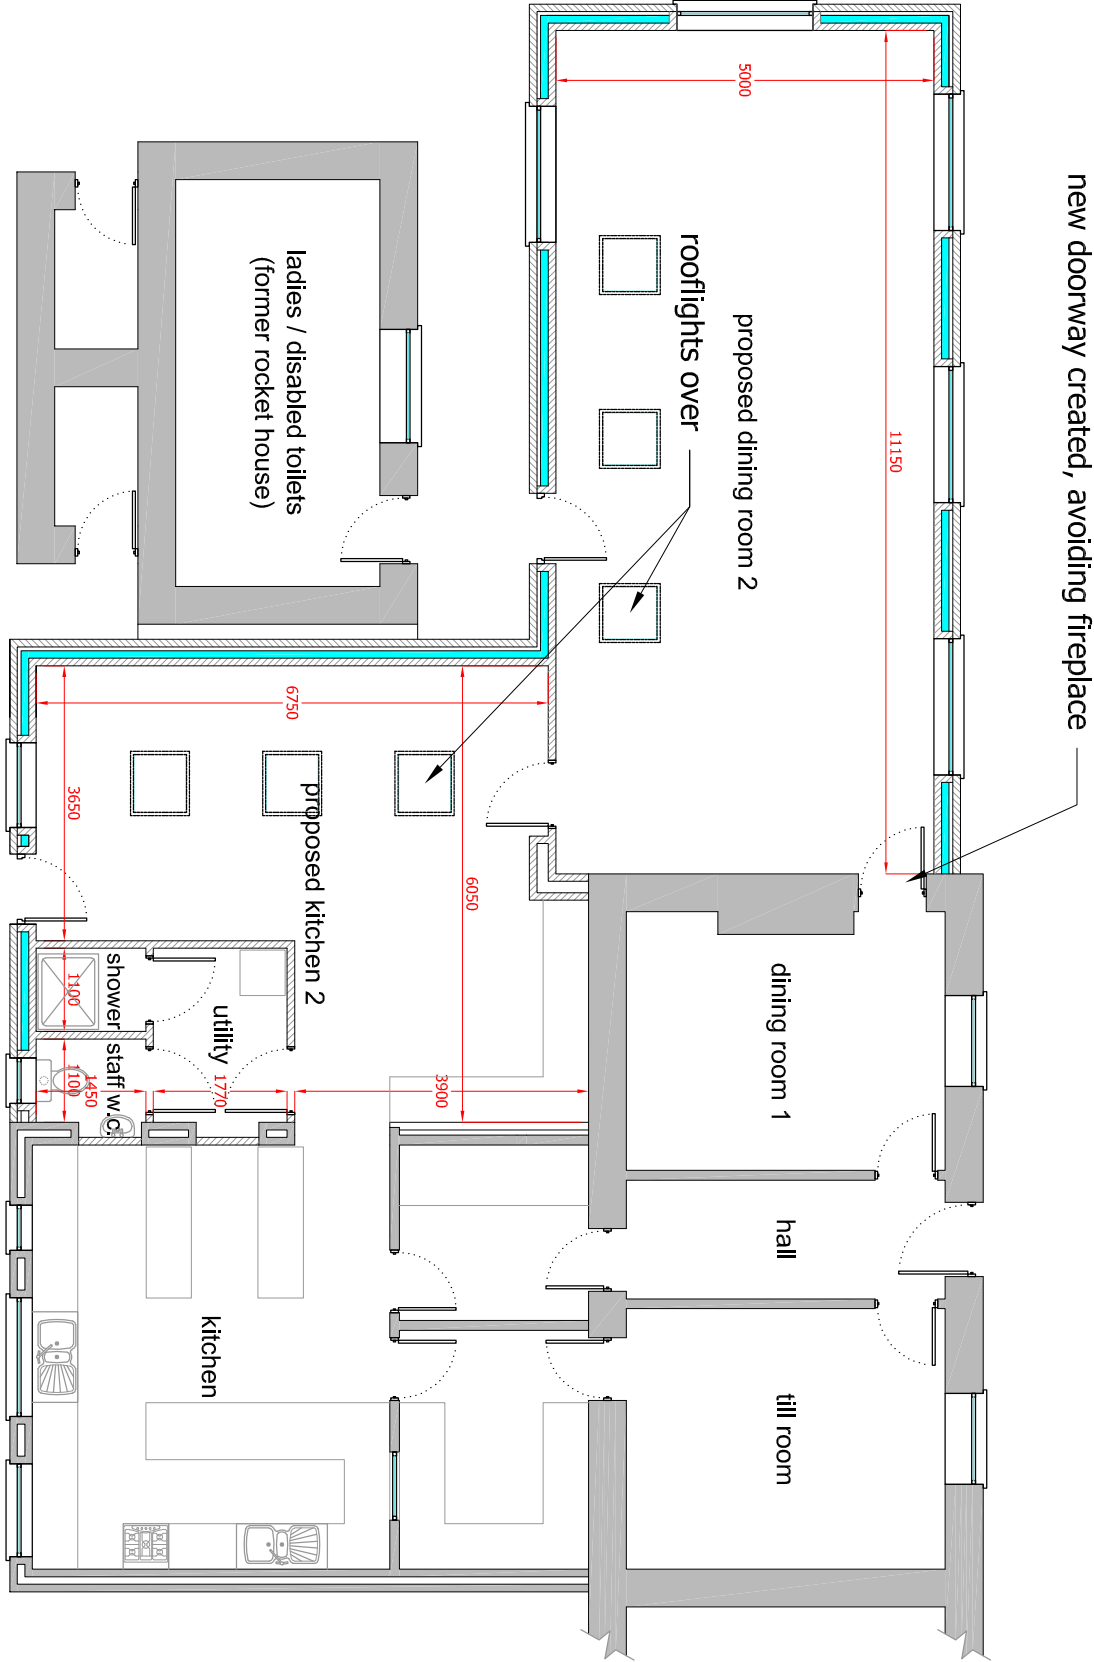 new doorway created, avoiding fireplace
5000
11150
rooflights over
proposed dining room 2
ladies / disabled toilets
(former rocket house)
6750
3650
6050
proposed kitchen 2
shower
1100
utility
staff w.c.
1100
1450
1770
3900
dining room 1
hall
kitchen
till room